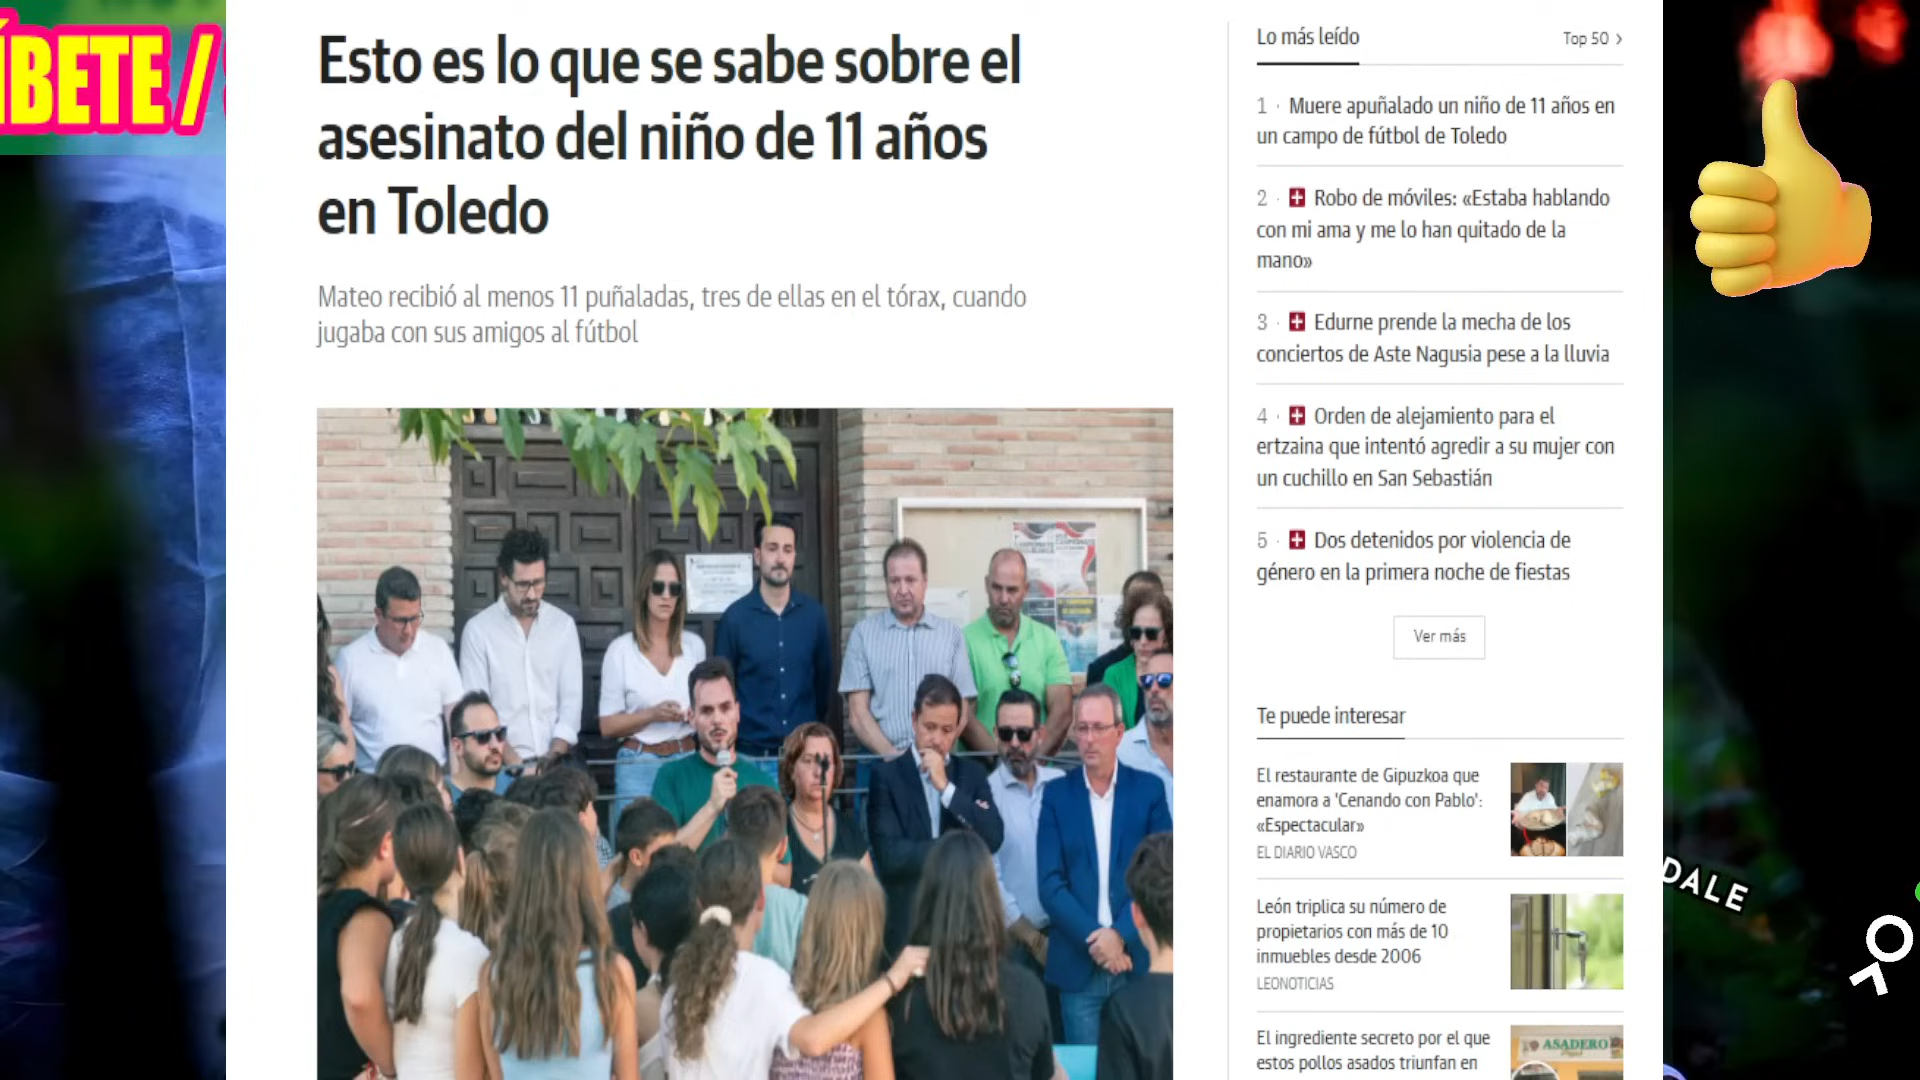 ÍBETE /
Esto es lo que se sabe sobre el
asesinato del niño de 11 años
en Toledo
Mateo recibió al menos 11 puñaladas, tres de ellas en el tórax, cuando
jugaba con sus amigos al fútbol
Lo más leído
Top 50 ›
1 · Muere apuñalado un niño de 11 años en
un campo de fútbol de Toledo
2 · Robo de móviles: «Estaba hablando
con mi ama y me lo han quitado de la
mano»
3 · Edurne prende la mecha de los
conciertos de Aste Nagusia pese a la lluvia
4 · Orden de alejamiento para el
ertzaina que intentó agredir a su mujer con
un cuchillo en San Sebastián
5 · Dos detenidos por violencia de
género en la primera noche de fiestas
Ver más
Te puede interesar
El restaurante de Gipuzkoa que
enamora a 'Cenando con Pablo':
«Espectacular»
EL DIARIO VASCO
León triplica su número de
propietarios con más de 10
inmuebles desde 2006
LEONOTICIAS
El ingrediente secreto por el que
estos pollos asados triunfan en
ASADERO
DALE